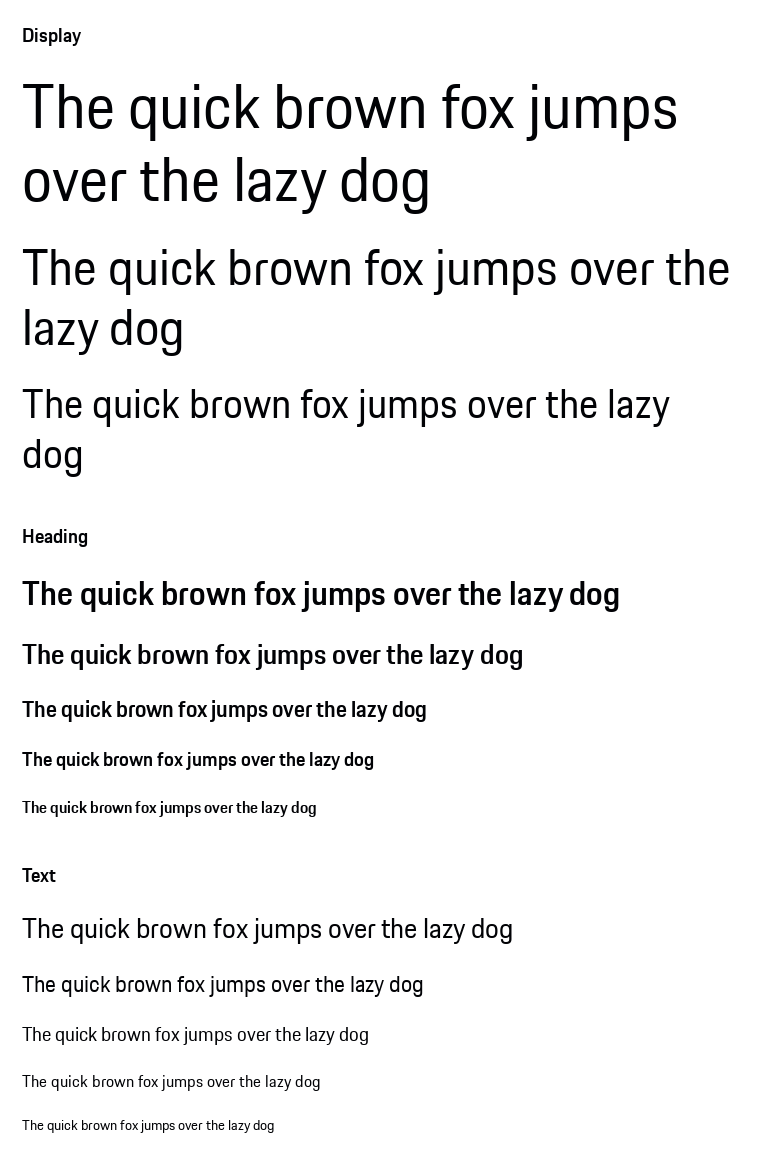 Display
The quick brown fox jumps
over the lazy dog
The quick brown fox jumps over the
lazy dog
The quick brown fox jumps over the lazy
dog
Heading
The quick brown fox jumps over the lazy dog
The quick brown fox jumps over the lazy dog
The quick brown fox jumps over the lazy dog
The quick brown fox jumps over the lazy dog
The quick brown fox jumps over the lazy dog
Text
The quick brown fox jumps over the lazy dog
The quick brown fox jumps over the lazy dog
The quick brown fox jumps over the lazy dog
The quick brown fox jumps over the lazy dog
The quick brown fox jumps over the lazy dog